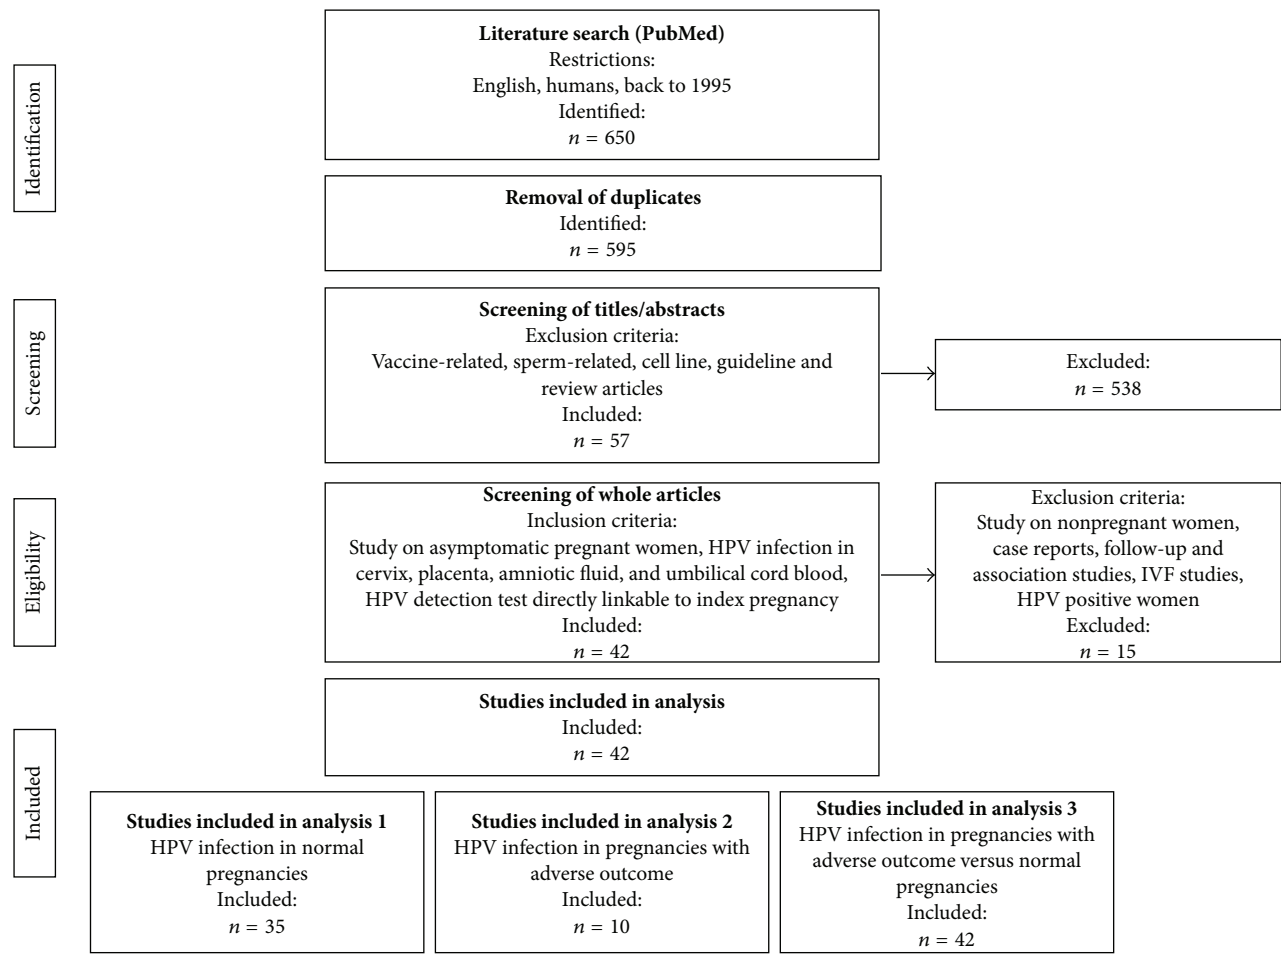 Identification
Literature search (PubMed)
Restrictions:
English, humans, back to 1995
Identified:
n = 650
Removal of duplicates
Identified:
n = 595
Screening
Screening of titles/abstracts
Exclusion criteria:
Vaccine-related, sperm-related, cell line, guideline and
review articles
Included:
n = 57
Excluded:
n = 538
Eligibility
Screening of whole articles
Inclusion criteria:
Study on asymptomatic pregnant women, HPV infection in
cervix, placenta, amniotic fluid, and umbilical cord blood,
HPV detection test directly linkable to index pregnancy
Included:
n = 42
Exclusion criteria:
Study on nonpregnant women,
case reports, follow-up and
association studies, IVF studies,
HPV positive women
Excluded:
n = 15
Included
Studies included in analysis
Included:
n = 42
Studies included in analysis 1
HPV infection in normal
pregnancies
Included:
n = 35
Studies included in analysis 2
HPV infection in pregnancies with
adverse outcome
Included:
n = 10
Studies included in analysis 3
HPV infection in pregnancies with
adverse outcome versus normal
pregnancies
Included:
n = 42